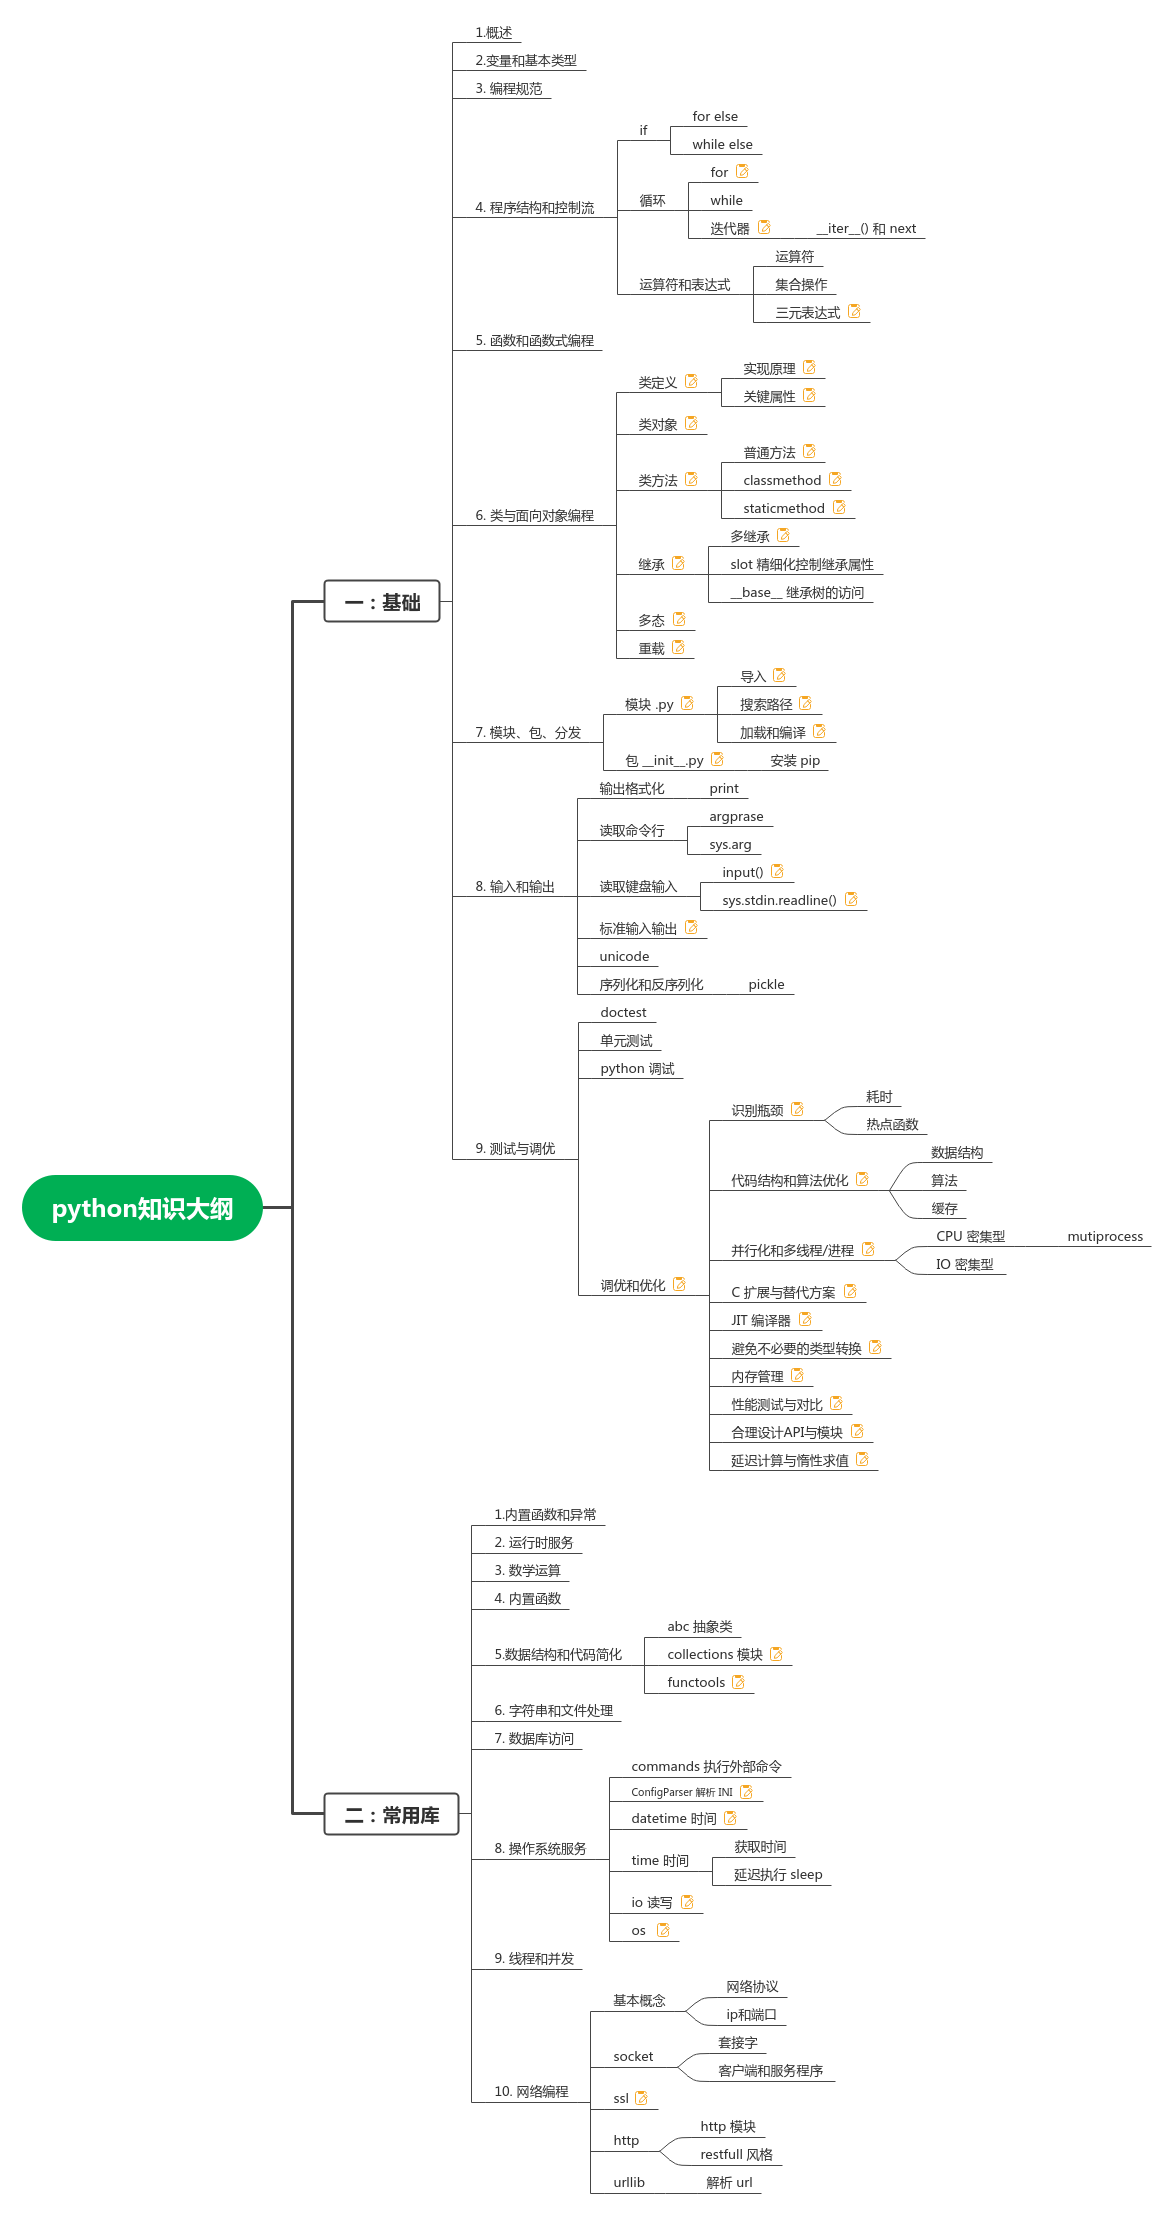 python知识大纲
一：基础
1.概述
2.变量和基本类型
3. 编程规范
4. 程序结构和控制流
if
for else
while else
循环
for
while
迭代器
__iter__() 和 next
运算符和表达式
运算符
集合操作
三元表达式
5. 函数和函数式编程
6. 类与面向对象编程
类定义
实现原理
关键属性
类对象
类方法
普通方法
classmethod
staticmethod
继承
多继承
slot 精细化控制继承属性
__base__ 继承树的访问
多态
重载
7. 模块、包、分发
模块 .py
导入
搜索路径
加载和编译
包 __init__.py
安装 pip
8. 输入和输出
输出格式化
print
读取命令行
argprase
sys.arg
读取键盘输入
input()
sys.stdin.readline()
标准输入输出
unicode
序列化和反序列化
pickle
9. 测试与调优
doctest
单元测试
python 调试
调优和优化
识别瓶颈
耗时
热点函数
代码结构和算法优化
数据结构
算法
缓存
并行化和多线程/进程
CPU 密集型
mutiprocess
IO 密集型
C 扩展与替代方案
JIT 编译器
避免不必要的类型转换
内存管理
性能测试与对比
合理设计API与模块
延迟计算与惰性求值
二：常用库
1.内置函数和异常
2. 运行时服务
3. 数学运算
4. 内置函数
5.数据结构和代码简化
abc 抽象类
collections 模块
functools
6. 字符串和文件处理
7. 数据库访问
8. 操作系统服务
commands 执行外部命令
ConfigParser 解析 INI
datetime 时间
time 时间
获取时间
延迟执行 sleep
io 读写
os
9. 线程和并发
10. 网络编程
基本概念
网络协议
ip和端口
socket
套接字
客户端和服务程序
ssl
http
http 模块
restfull 风格
urllib
解析 url